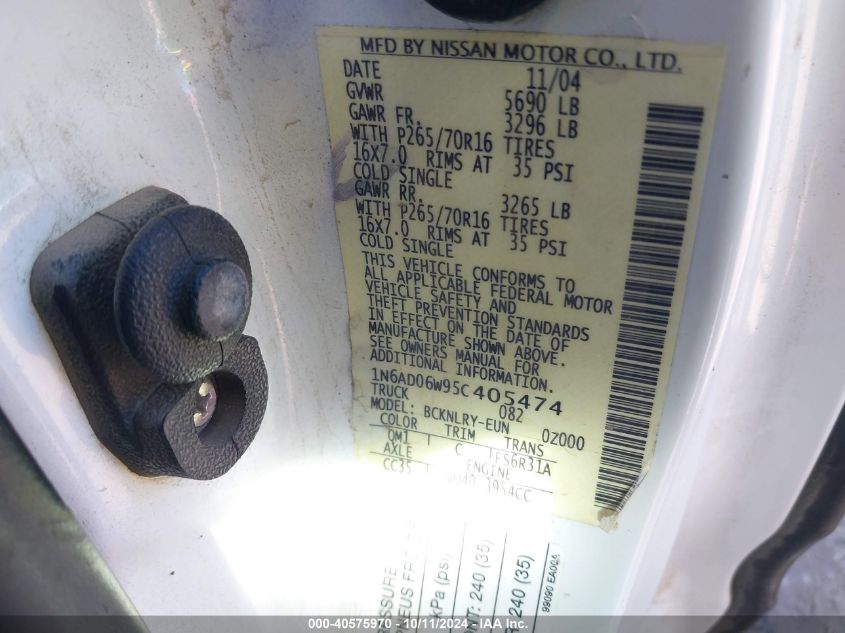 MFD BY NISSAN MOTOR CO., LTD.
DATE 11/04
GVWR 5690 LB
GAWR FR. 3296 LB
WITH P265/70R16 TIRES
16X7.0 RIMS AT 35 PSI
COLD SINGLE
GAWR RR. 3265 LB
WITH P265/70R16 TIRES
16X7.0 RIMS AT 35 PSI
COLD SINGLE
THIS VEHICLE CONFORMS TO
ALL APPLICABLE FEDERAL MOTOR
VEHICLE SAFETY AND
THEFT PREVENTION STANDARDS
IN EFFECT ON THE DATE OF
MANUFACTURE SHOWN ABOVE.
SEE OWNERS MANUAL FOR
ADDITIONAL INFORMATION.
1N6AD06W95C405474
TRUCK 082
MODEL: BCKNLRY-EUN 0Z000
COLOR TRIM TRANS
QM1 C FS6R31A
AXLE ENGINE
CC35 3954CC
kPa (psi)
240 (35)
240 (35)
99090 EA00A
000-40575970 - 10/11/2024 - IAA Inc.